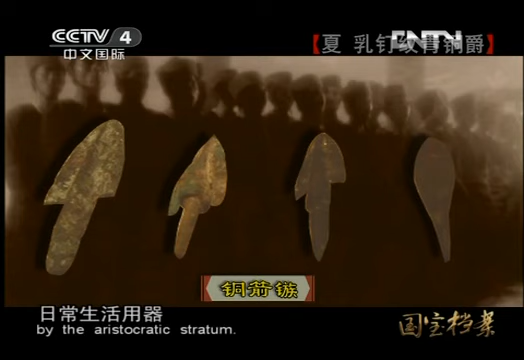 CCTV 4
中文国际
【夏 乳钉纹青铜爵】
CNTV
铜箭镞
日常生活用器
by the aristocratic stratum.
国宝档案